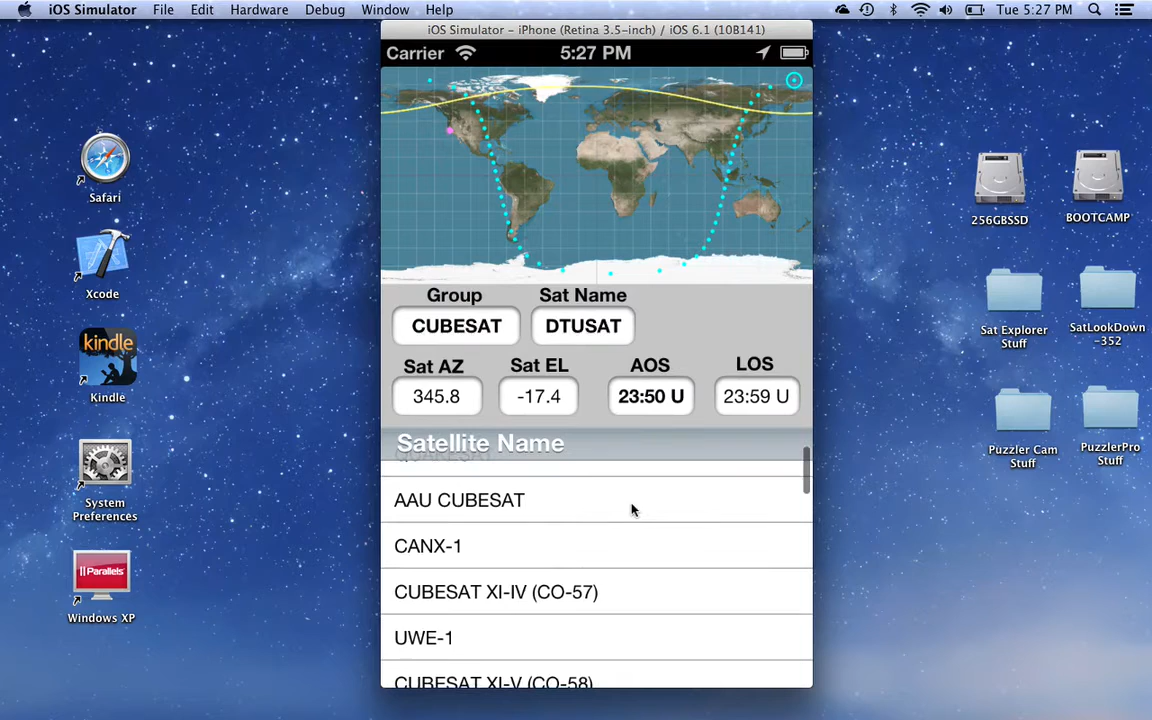 iOS Simulator File Edit Hardware Debug Window Help Tue 5:27 PM
iOS Simulator - iPhone (Retina 3.5-inch) / iOS 6.1 (10B141)
Carrier 5:27 PM
Group Sat Name
CUBESAT DTUSAT
Sat AZ Sat EL AOS LOS
345.8 -17.4 23:50 U 23:59 U
Satellite Name
AAU CUBESAT
CANX-1
CUBESAT XI-IV (CO-57)
UWE-1
CUBESAT XI-V (CO-58)
Safari
Xcode
kindle
Kindle
System
Preferences
Parallels
Windows XP
256GBSSD
BOOTCAMP
Sat Explorer
Stuff
SatLookDown
-352
Puzzler Cam
Stuff
PuzzlerPro
Stuff